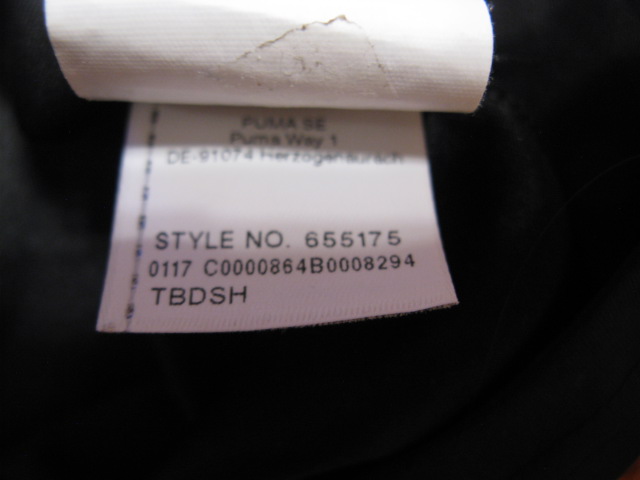 PUMA SE
Puma Way 1
DE-91074 Herzogenaurach
STYLE NO. 655175
0117 C0000864B0008294
TBDSH